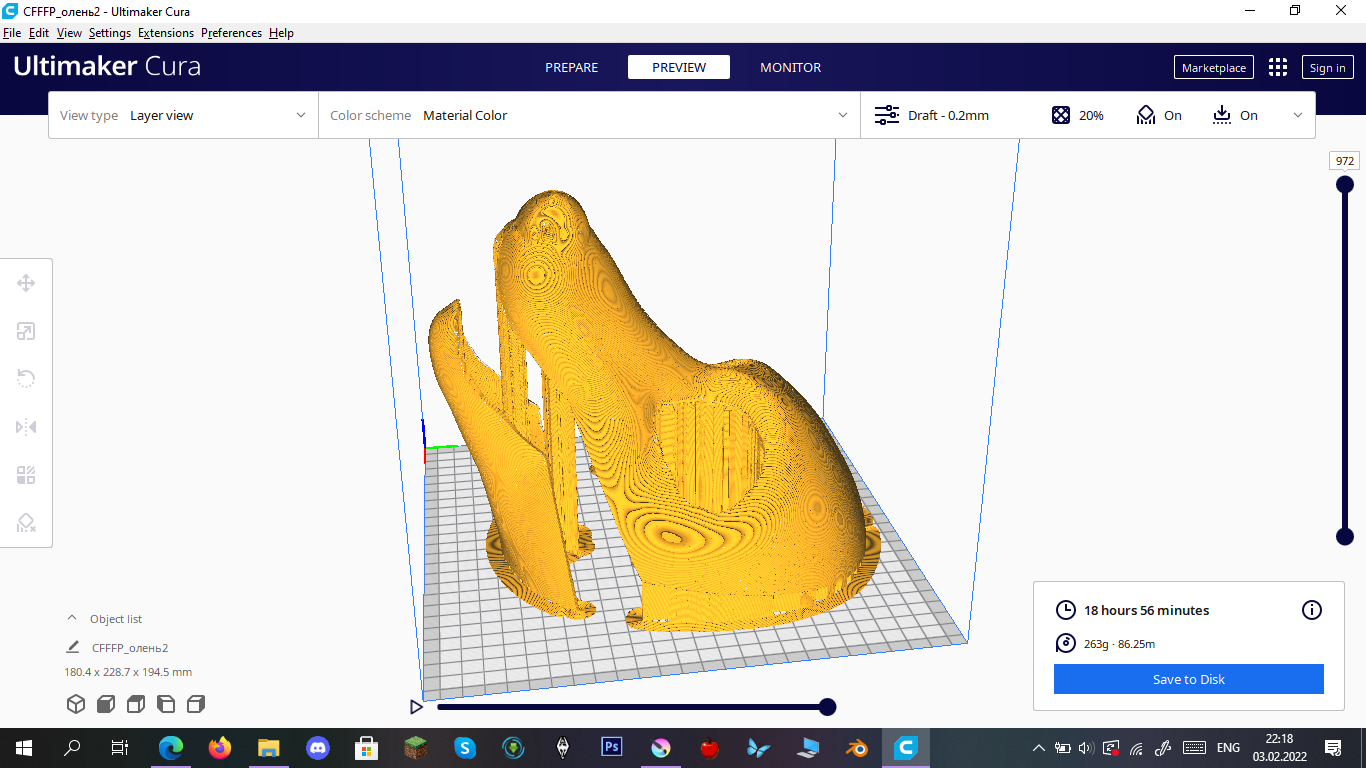 CFFFP_олень2 - Ultimaker Cura
File Edit View Settings Extensions Preferences Help
Ultimaker Cura
PREPARE
PREVIEW
MONITOR
Marketplace
Sign in
View type Layer view
Color scheme Material Color
Draft - 0.2mm
20%
On
On
972
Object list
CFFFP_олень2
180.4 x 228.7 x 194.5 mm
18 hours 56 minutes
263g · 86.25m
Save to Disk
Ps
ENG
22:18
03.02.2022